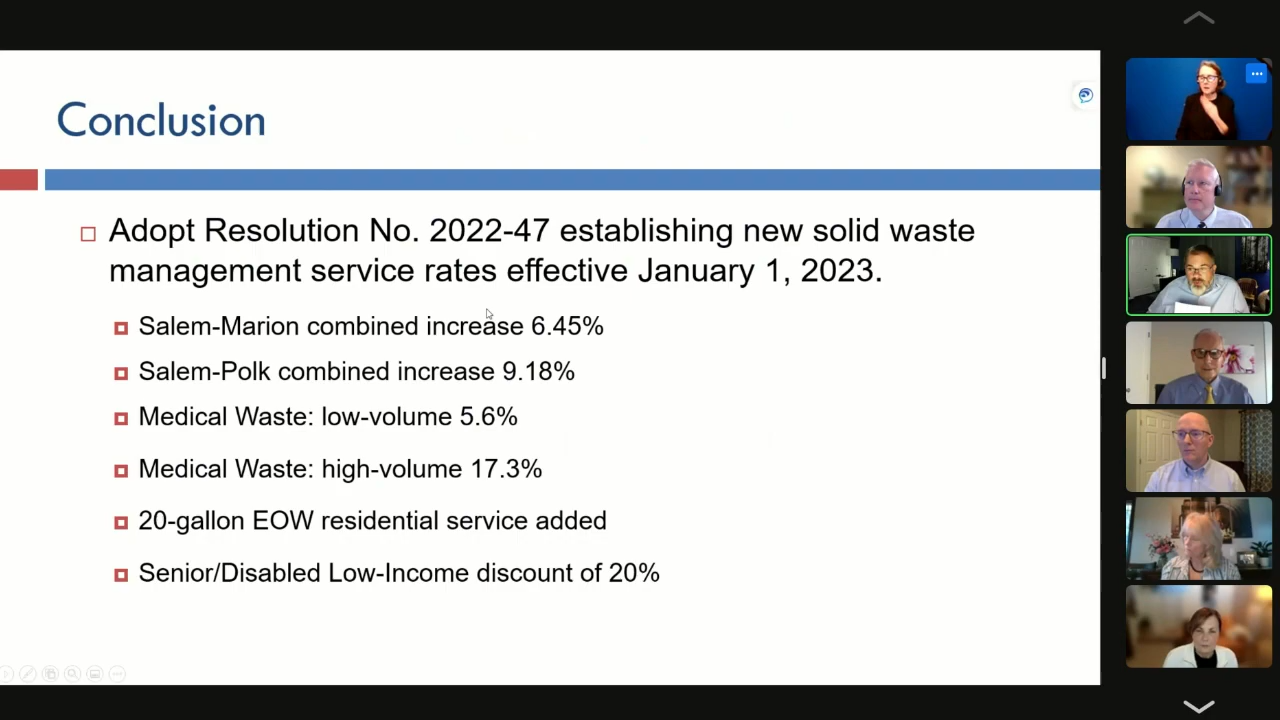 Conclusion
Adopt Resolution No. 2022-47 establishing new solid waste
management service rates effective January 1, 2023.
Salem-Marion combined increase 6.45%
Salem-Polk combined increase 9.18%
Medical Waste: low-volume 5.6%
Medical Waste: high-volume 17.3%
20-gallon EOW residential service added
Senior/Disabled Low-Income discount of 20%